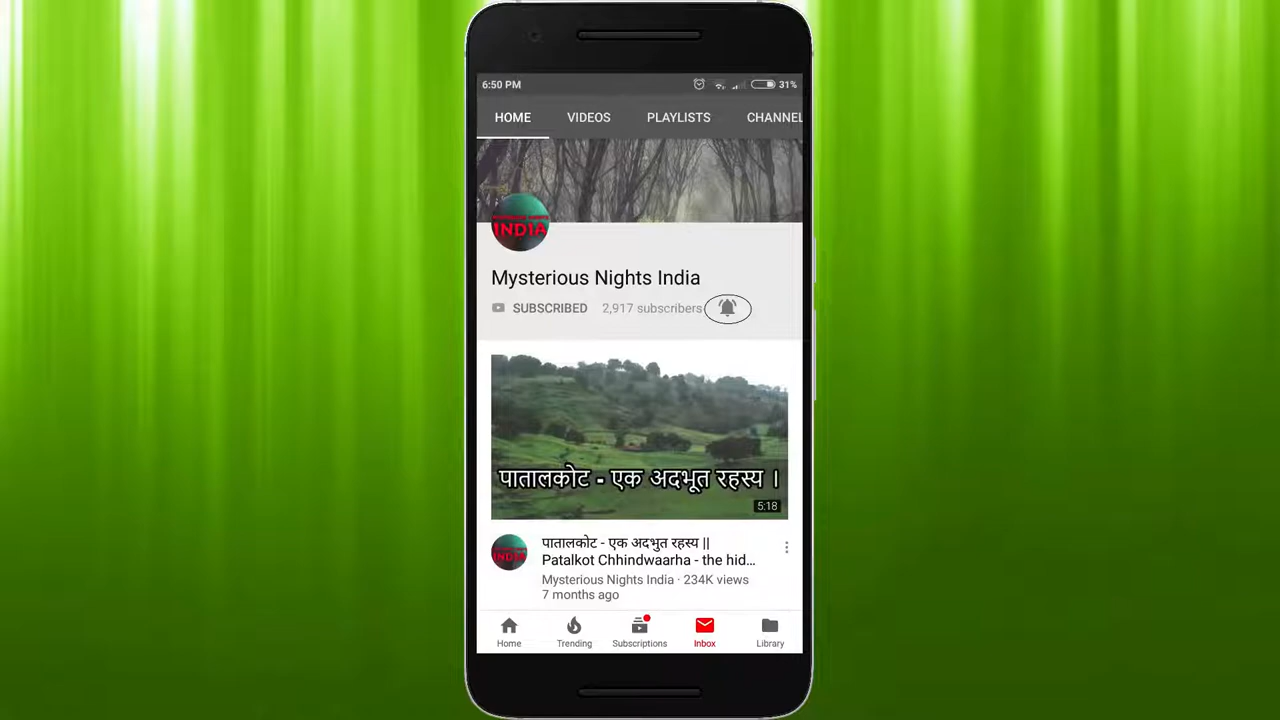 6:50 PM
31%
HOME VIDEOS PLAYLISTS CHANNEL
INDIA
Mysterious Nights India
SUBSCRIBED 2,917 subscribers
पातालकोट - एक अदभूत रहस्य ।
5:18
पातालकोट - एक अदभुत रहस्य ||
Patalkot Chhindwaarha - the hid...
Mysterious Nights India · 234K views
7 months ago
Home Trending Subscriptions Inbox Library